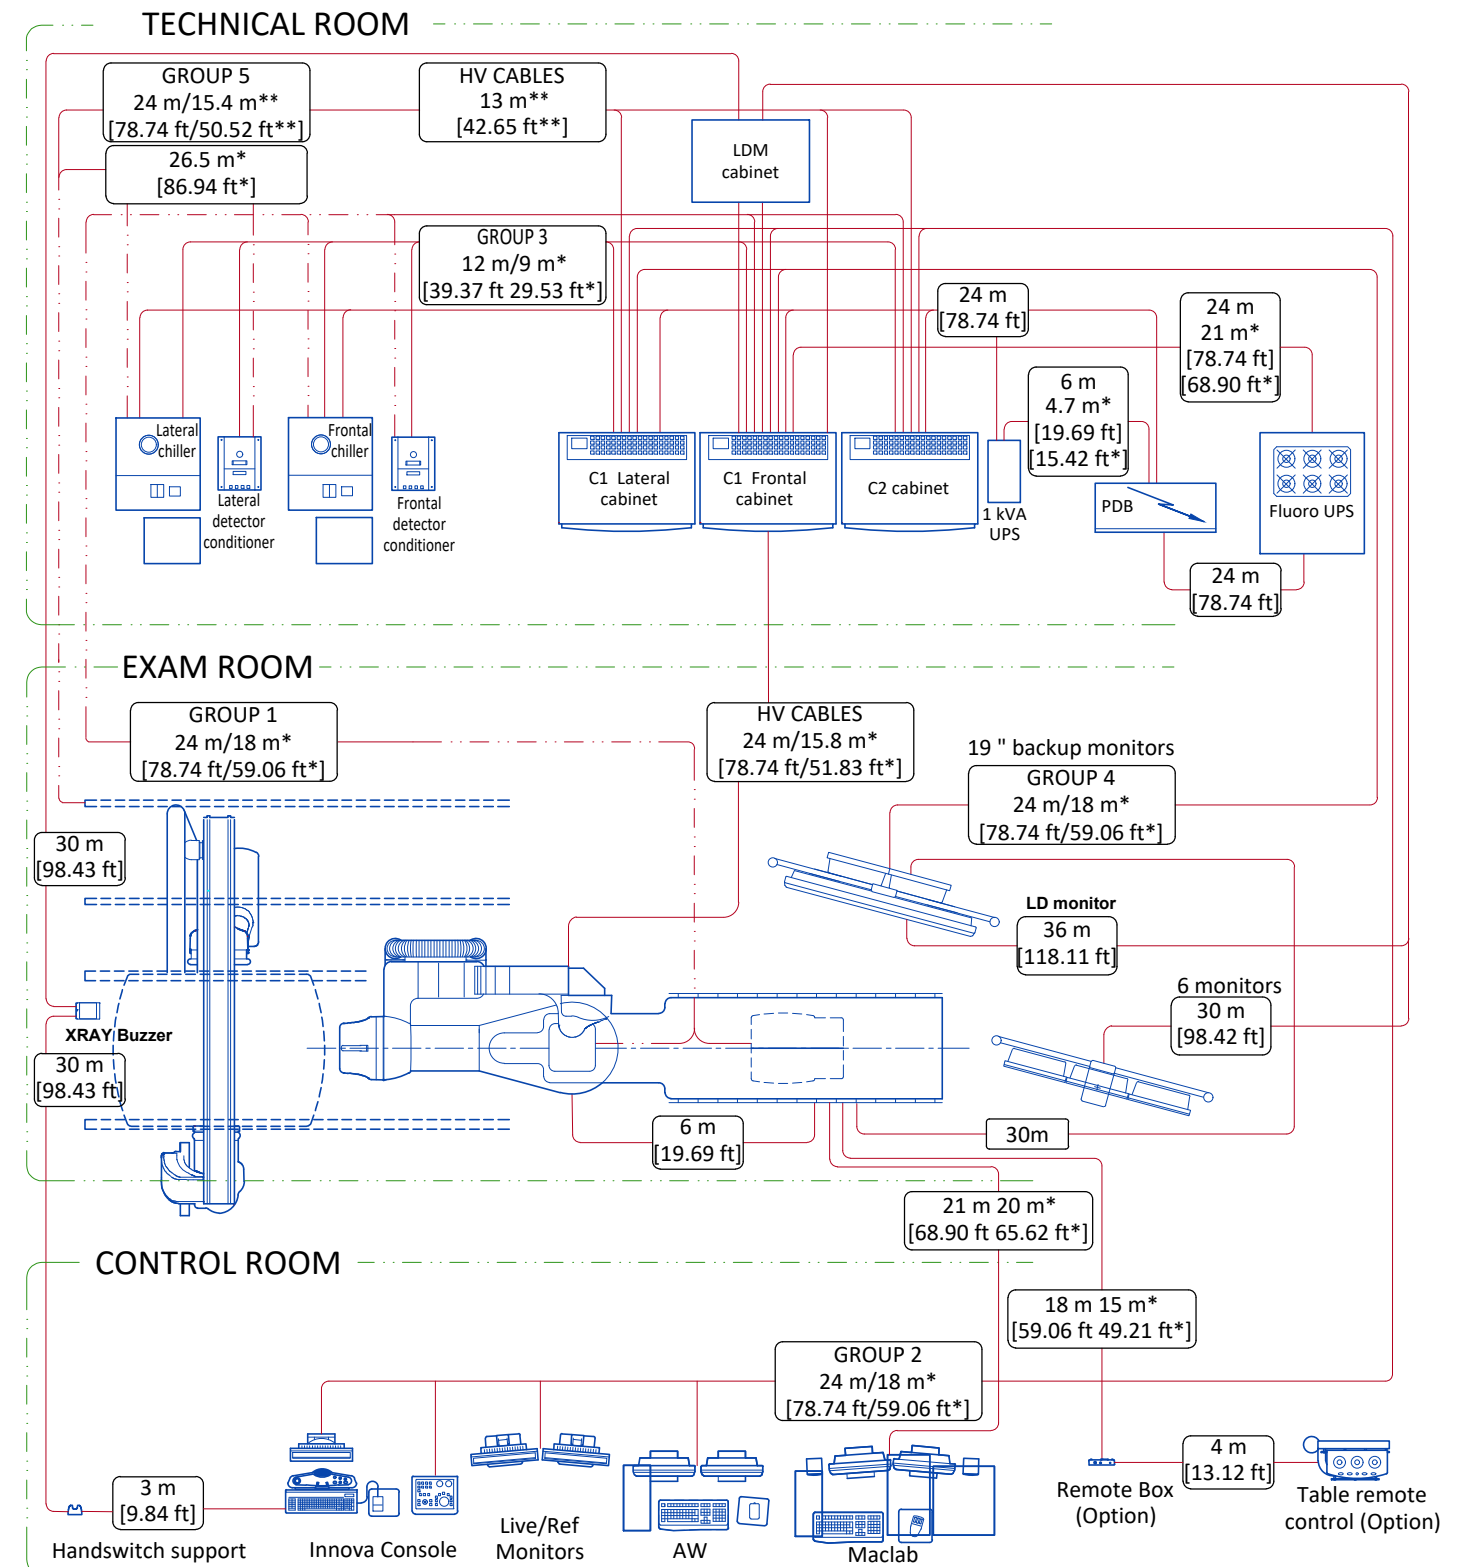 TECHNICAL ROOM
GROUP 5
24 m/15.4 m**
[78.74 ft/50.52 ft**]
HV CABLES
13 m**
[42.65 ft**]
26.5 m*
[86.94 ft*]
LDM
cabinet
GROUP 3
12 m/9 m*
[39.37 ft 29.53 ft*]
24 m
[78.74 ft]
24 m
21 m*
[78.74 ft]
[68.90 ft*]
6 m
4.7 m*
[19.69 ft]
[15.42 ft*]
Lateral
chiller
Lateral
detector
conditioner
Frontal
chiller
Frontal
detector
conditioner
C1 Lateral
cabinet
C1 Frontal
cabinet
C2 cabinet
1 kVA
UPS
PDB
Fluoro UPS
24 m
[78.74 ft]
EXAM ROOM
GROUP 1
24 m/18 m*
[78.74 ft/59.06 ft*]
HV CABLES
24 m/15.8 m*
[78.74 ft/51.83 ft*]
19 " backup monitors
GROUP 4
24 m/18 m*
[78.74 ft/59.06 ft*]
30 m
[98.43 ft]
LD monitor
36 m
[118.11 ft]
6 monitors
30 m
[98.42 ft]
XRAY Buzzer
30 m
[98.43 ft]
6 m
[19.69 ft]
30m
21 m 20 m*
[68.90 ft 65.62 ft*]
CONTROL ROOM
18 m 15 m*
[59.06 ft 49.21 ft*]
GROUP 2
24 m/18 m*
[78.74 ft/59.06 ft*]
3 m
[9.84 ft]
4 m
[13.12 ft]
Handswitch support
Innova Console
Live/Ref
Monitors
AW
Maclab
Remote Box
(Option)
Table remote
control (Option)